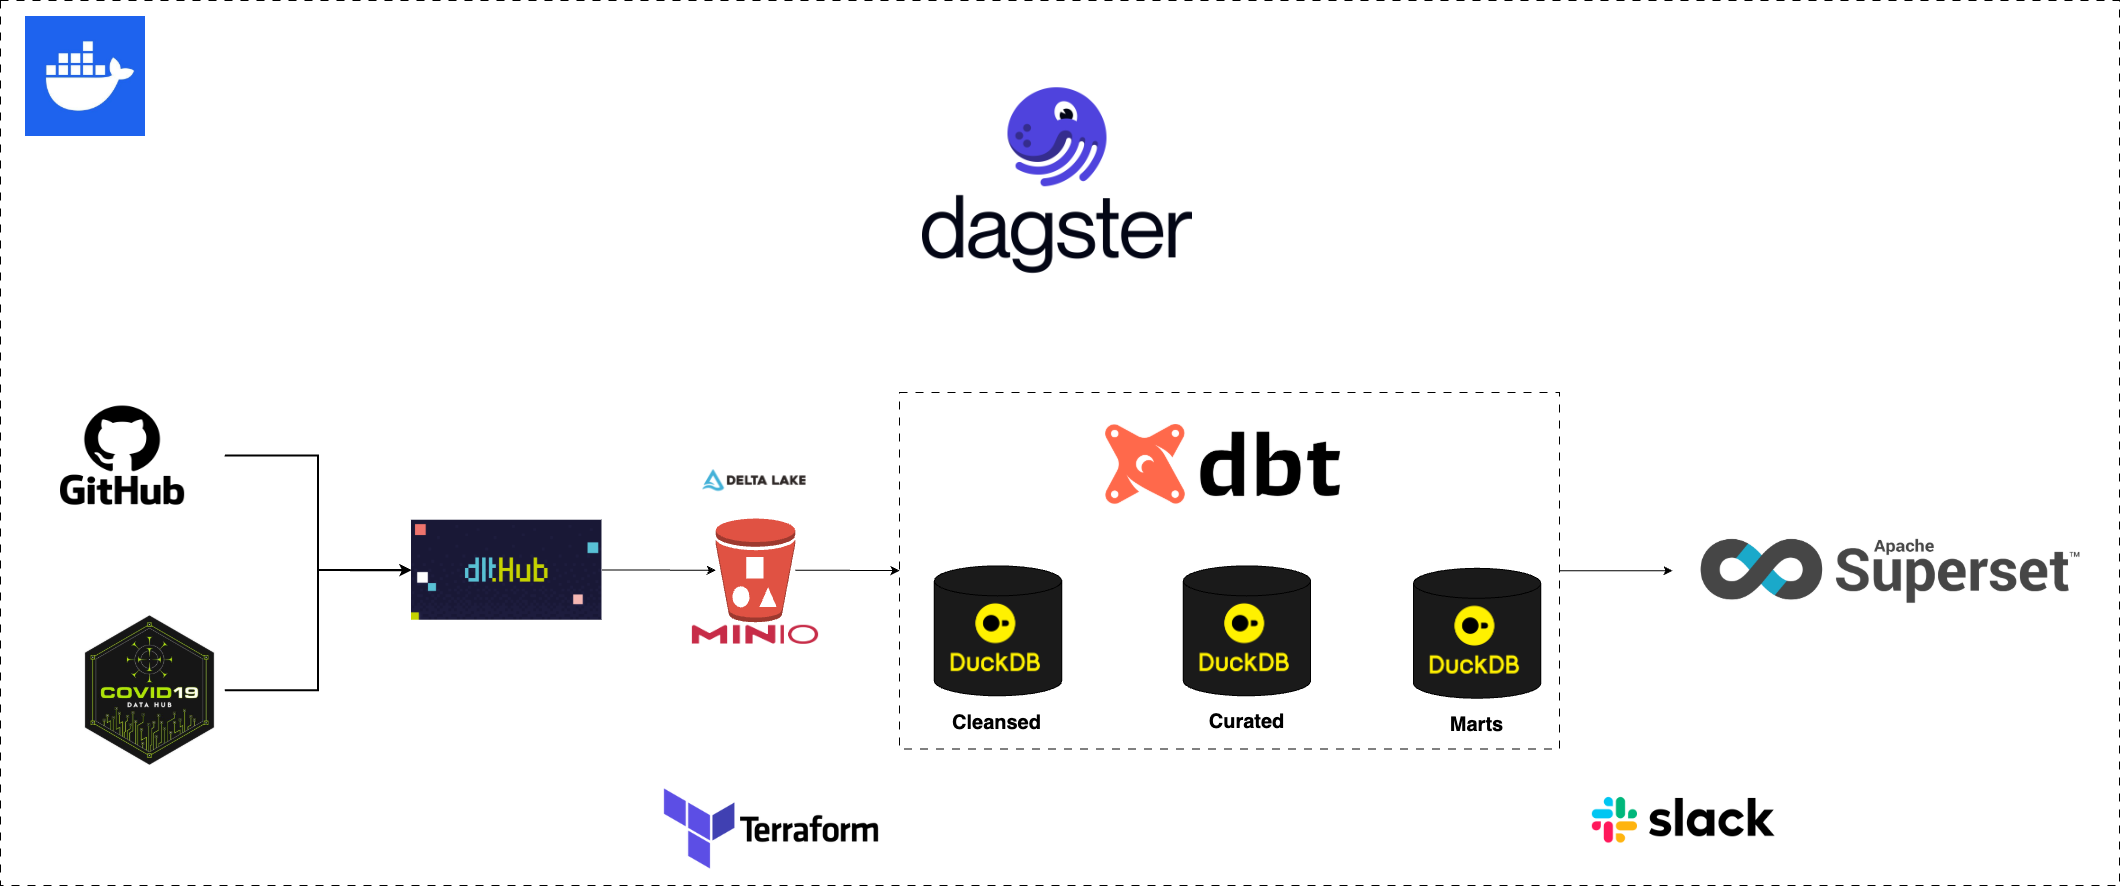 dagster
GitHub
COVID19
DATA HUB
dltHub
DELTA LAKE
MINIO
dbt
DuckDB
DuckDB
DuckDB
Cleansed
Curated
Marts
Apache
Superset™
Terraform
slack